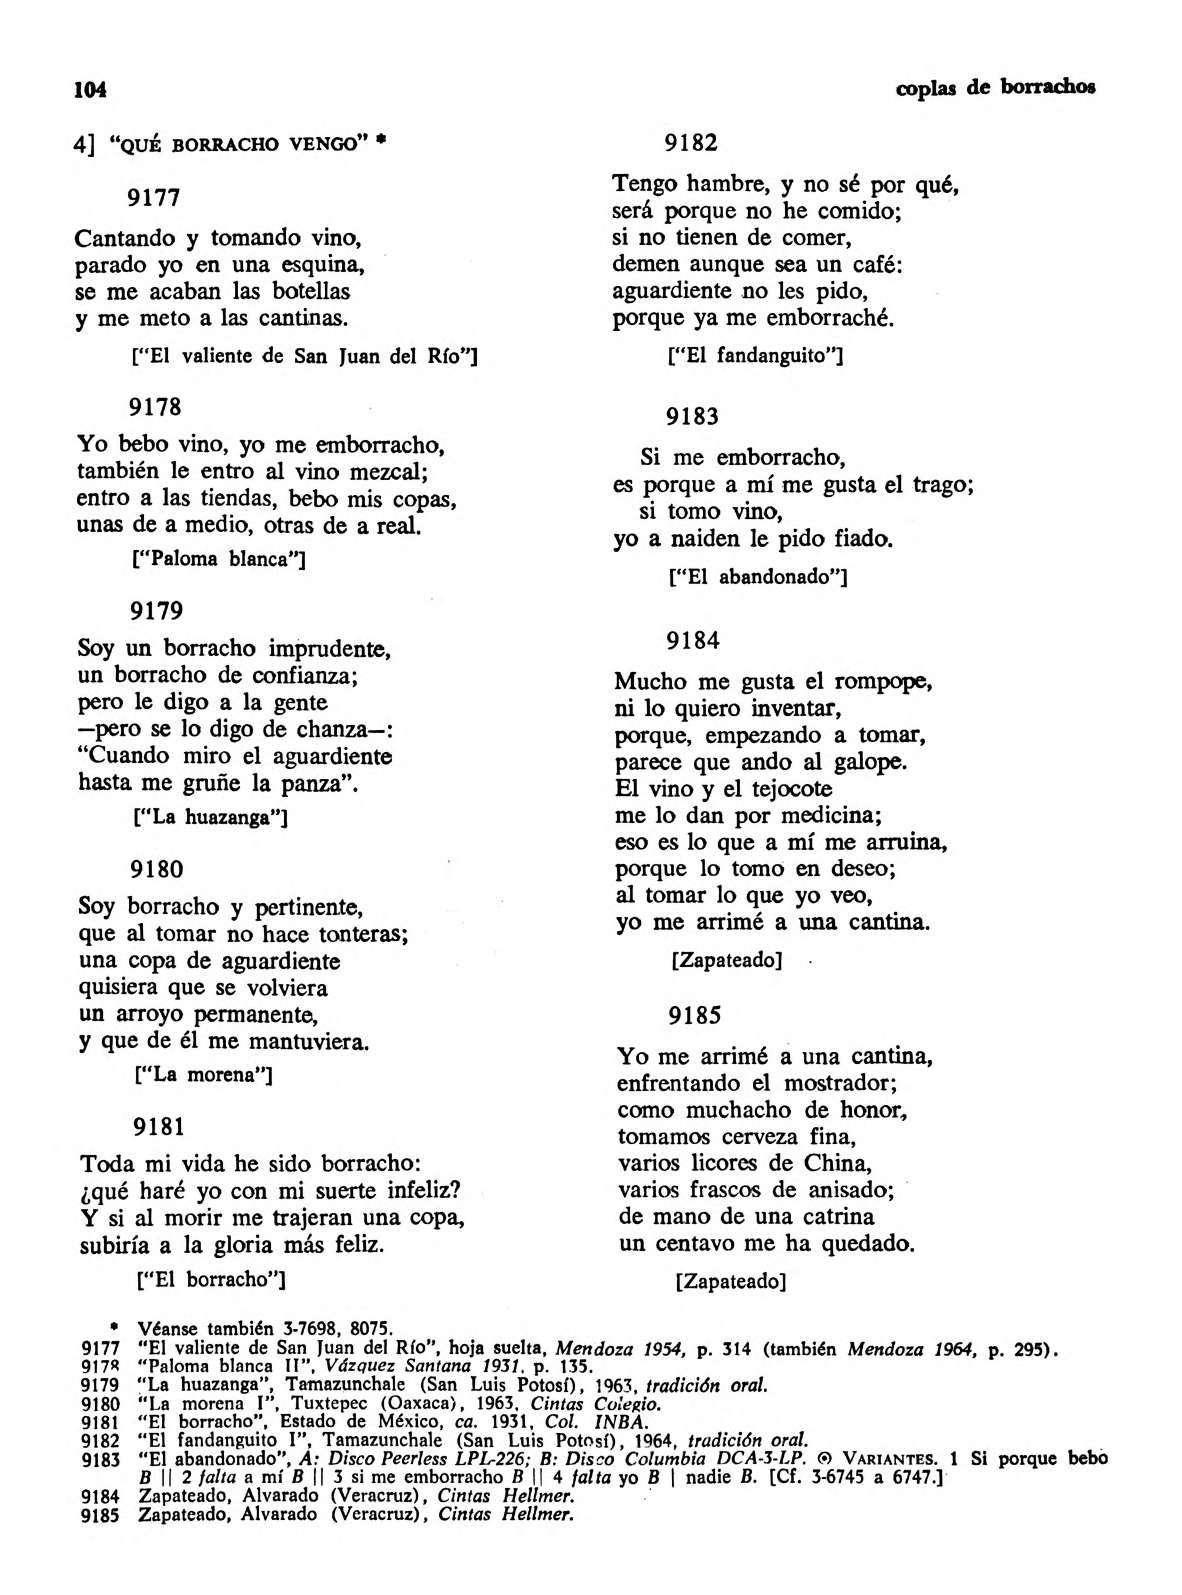 104
coplas de borrachos
4] “QUÉ BORRACHO VENGO” *
9177
Cantando y tomando vino,
parado yo en una esquina,
se me acaban las botellas
y me meto a las cantinas.
[“El valiente de San Juan del Río”]
9178
Yo bebo vino, yo me emborracho,
también le entro al vino mezcal;
entro a las tiendas, bebo mis copas,
unas de a medio, otras de a real.
[“Paloma blanca”]
9179
Soy un borracho imprudente,
un borracho de confianza;
pero le digo a la gente
—pero se lo digo de chanza—:
“Cuando miro el aguardiente
hasta me gruñe la panza”.
[“La huazanga”]
9180
Soy borracho y pertinente,
que al tomar no hace tonteras;
una copa de aguardiente
quisiera que se volviera
un arroyo permanente,
y que de él me mantuviera.
[“La morena”]
9181
Toda mi vida he sido borracho:
¿qué haré yo con mi suerte infeliz?
Y si al morir me trajeran una copa,
subiría a la gloria más feliz.
[“El borracho”]
9182
Tengo hambre, y no sé por qué,
será porque no he comido;
si no tienen de comer,
demen aunque sea un café:
aguardiente no les pido,
porque ya me emborraché.
[“El fandanguito”]
9183
Si me emborracho,
es porque a mí me gusta el trago;
si tomo vino,
yo a naiden le pido fiado.
[“El abandonado”]
9184
Mucho me gusta el rompope,
ni lo quiero inventar,
porque, empezando a tomar,
parece que ando al galope.
El vino y el tejocote
me lo dan por medicina;
eso es lo que a mí me arruina,
porque lo tomo en deseo;
al tomar lo que yo veo,
yo me arrimé a una cantina.
[Zapateado]
9185
Yo me arrimé a una cantina,
enfrentando el mostrador;
como muchacho de honor,
tomamos cerveza fina,
varios licores de China,
varios frascos de anisado;
de mano de una catrina
un centavo me ha quedado.
[Zapateado]
* Véanse también 3-7698, 8075.
9177 “El valiente de San Juan del Río”, hoja suelta, Mendoza 1954, p. 314 (también Mendoza 1964, p. 295).
9178 “Paloma blanca II”, Vázquez Santana 1931, p. 135.
9179 “La huazanga”, Tamazunchale (San Luis Potosí), 1963, tradición oral.
9180 “La morena I”, Tuxtepec (Oaxaca), 1963, Cintas Colegio.
9181 “El borracho”, Estado de México, ca. 1931, Col. INBA.
9182 “El fandanguito I”, Tamazunchale (San Luis Potosí), 1964, tradición oral.
9183 “El abandonado”, A: Disco Peerless LPL-226; B: Disco Columbia DCA-3-LP. ⊙ VARIANTES. 1 Si porque bebo
B || 2 falta a mí B || 3 si me emborracho B || 4 falta yo B | nadie B. [Cf. 3-6745 a 6747.]
9184 Zapateado, Alvarado (Veracruz), Cintas Hellmer.
9185 Zapateado, Alvarado (Veracruz), Cintas Hellmer.